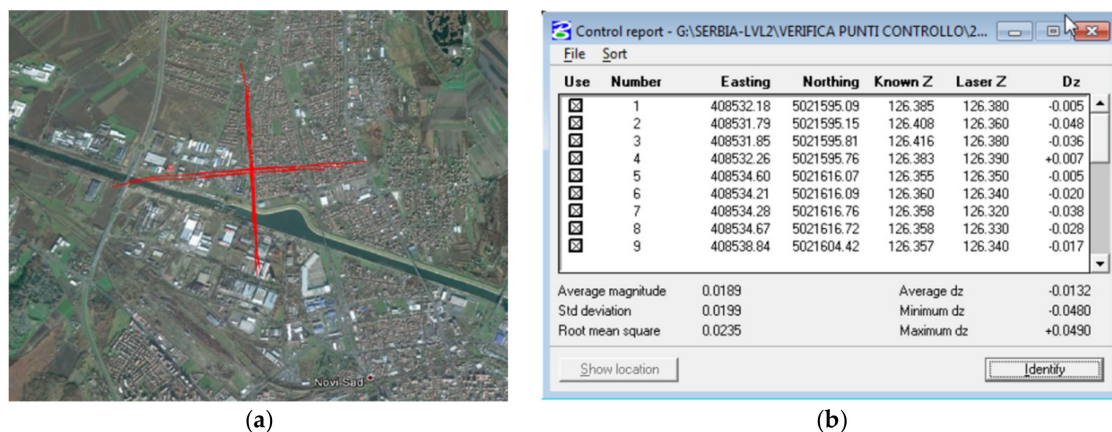 Novi Sad
(a)
Control report - G:\SERBIA-LVL2\VERIFICA PUNTI CONTROLLO\2...
File Sort
Use Number Easting Northing Known Z Laser Z Dz
1 408532.18 5021595.09 126.385 126.380 -0.005
2 408531.79 5021595.15 126.408 126.360 -0.048
3 408531.85 5021595.81 126.416 126.380 -0.036
4 408532.26 5021595.76 126.383 126.390 +0.007
5 408534.60 5021616.07 126.355 126.350 -0.005
6 408534.21 5021616.09 126.360 126.340 -0.020
7 408534.28 5021616.76 126.358 126.320 -0.038
8 408534.67 5021616.72 126.358 126.330 -0.028
9 408538.84 5021604.42 126.357 126.340 -0.017
Average magnitude 0.0189 Average dz -0.0132
Std deviation 0.0199 Minimum dz -0.0480
Root mean square 0.0235 Maximum dz +0.0490
Show location Identify
(b)